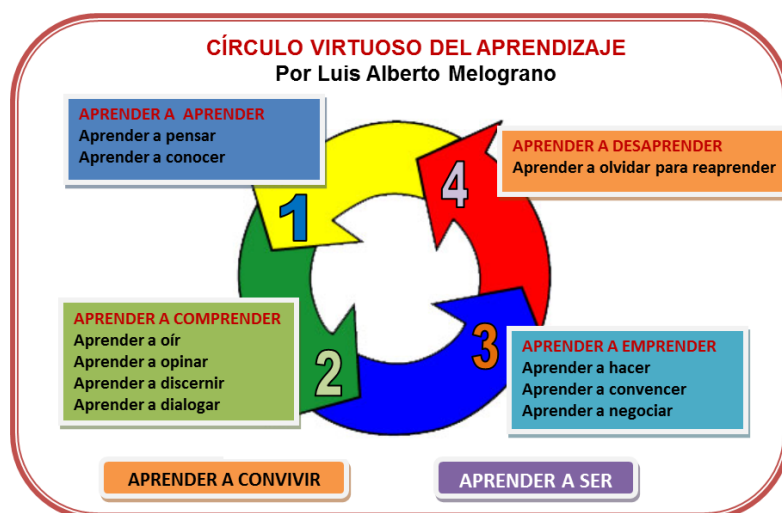 CÍRCULO VIRTUOSO DEL APRENDIZAJE
Por Luis Alberto Melograno
APRENDER A APRENDER
Aprender a pensar
Aprender a conocer
1
APRENDER A COMPRENDER
Aprender a oír
Aprender a opinar
Aprender a discernir
Aprender a dialogar
2
APRENDER A EMPRENDER
Aprender a hacer
Aprender a convencer
Aprender a negociar
3
APRENDER A DESAPRENDER
Aprender a olvidar para reaprender
4
APRENDER A CONVIVIR
APRENDER A SER